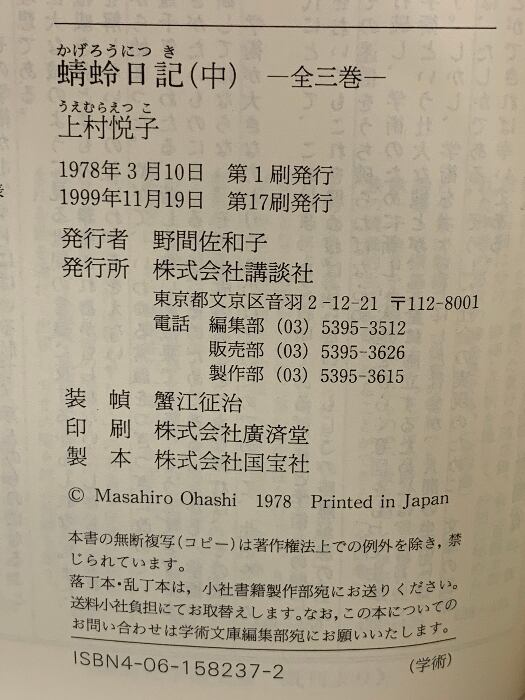 かげろうにつき
蜻蛉日記(中) ―全三巻―
うえむらえつこ
上村悦子
1978年3月10日 第1刷発行
1999年11月19日 第17刷発行
発行者 野間佐和子
発行所 株式会社講談社
東京都文京区音羽2-12-21 〒112-8001
電話 編集部 (03) 5395-3512
販売部 (03) 5395-3626
製作部 (03) 5395-3615
装 幀 蟹江征治
印 刷 株式会社廣済堂
製 本 株式会社国宝社
© Masahiro Ohashi 1978 Printed in Japan
本書の無断複写(コピー)は著作権法上での例外を除き，禁
じられています。
落丁本・乱丁本は，小社書籍製作部宛にお送りください。
送料小社負担にてお取替えします。なお，この本についての
お問い合わせは学術文庫編集部宛にお願いいたします。
ISBN4-06-158237-2 (学術)